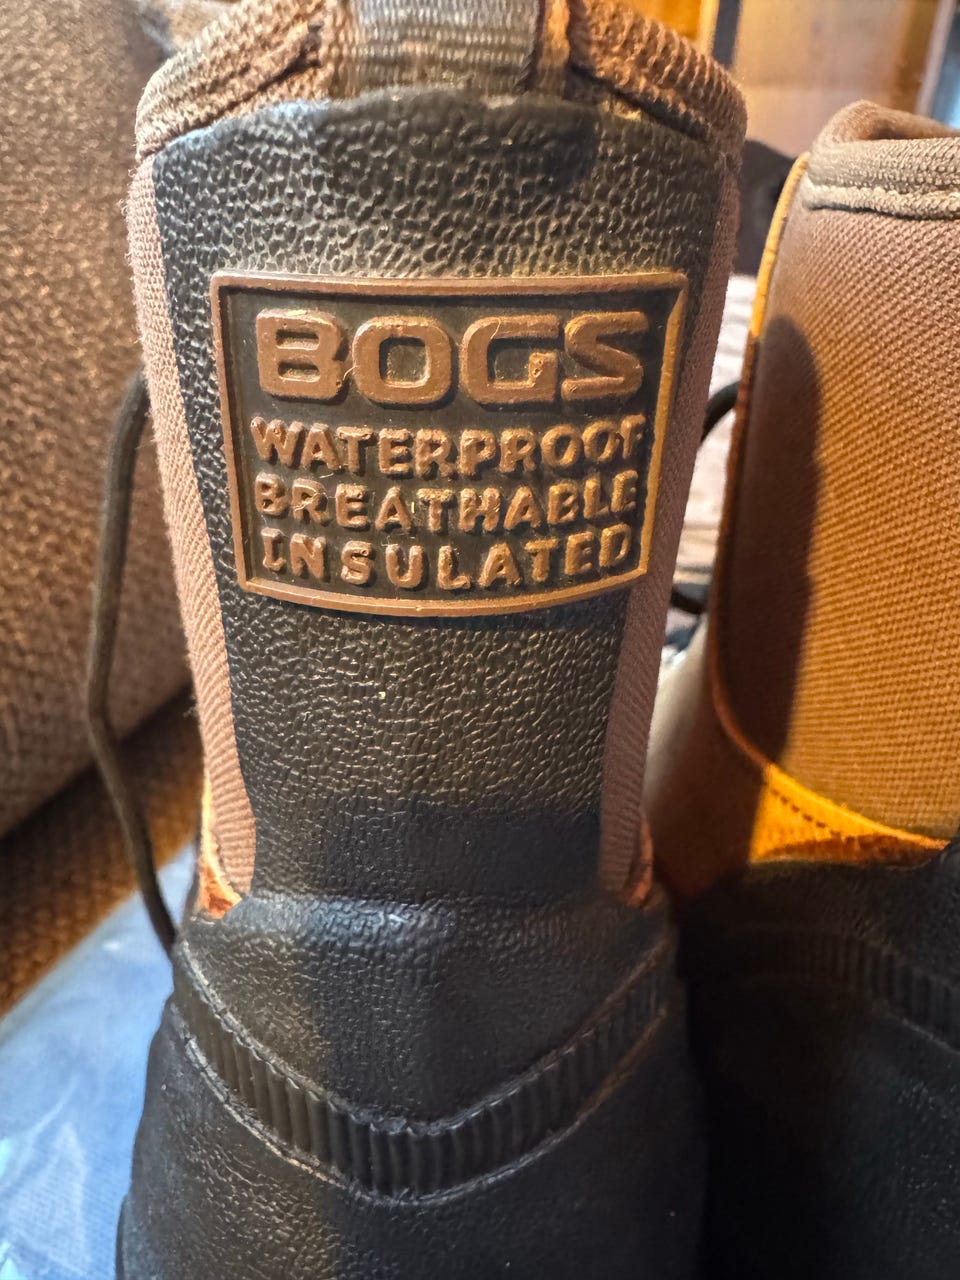 BOGS
WATERPROOF
BREATHABLE
INSULATED